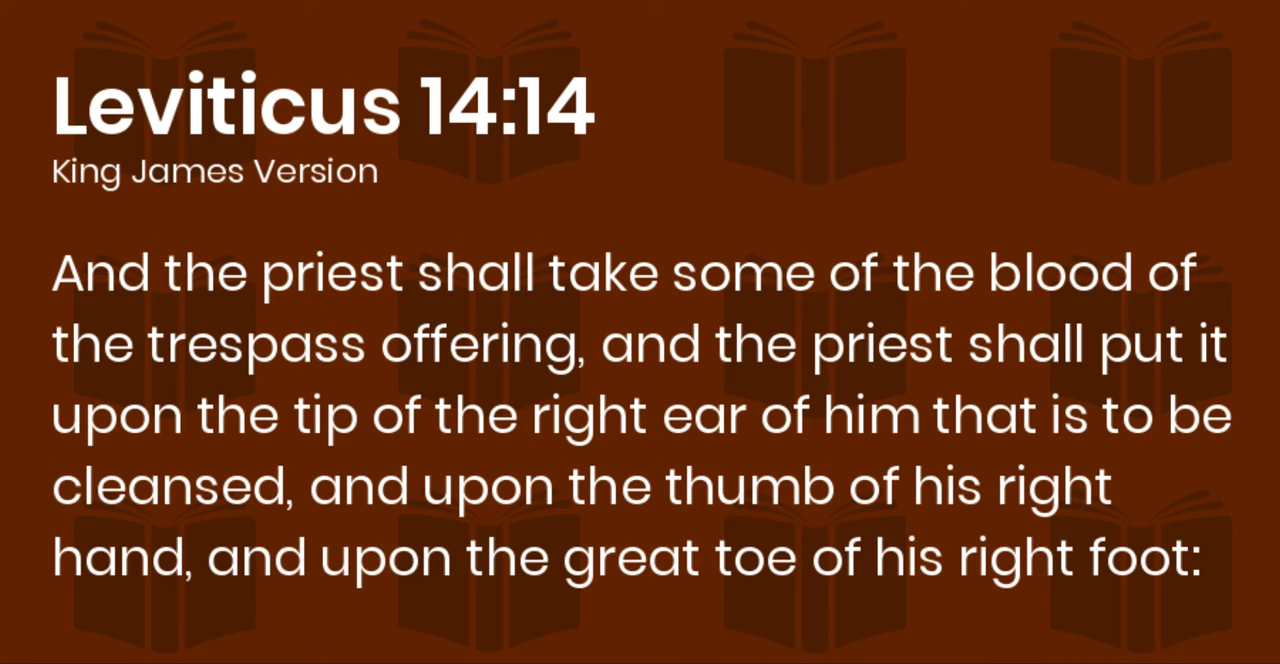 Leviticus 14:14
King James Version
And the priest shall take some of the blood of
the trespass offering, and the priest shall put it
upon the tip of the right ear of him that is to be
cleansed, and upon the thumb of his right
hand, and upon the great toe of his right foot: